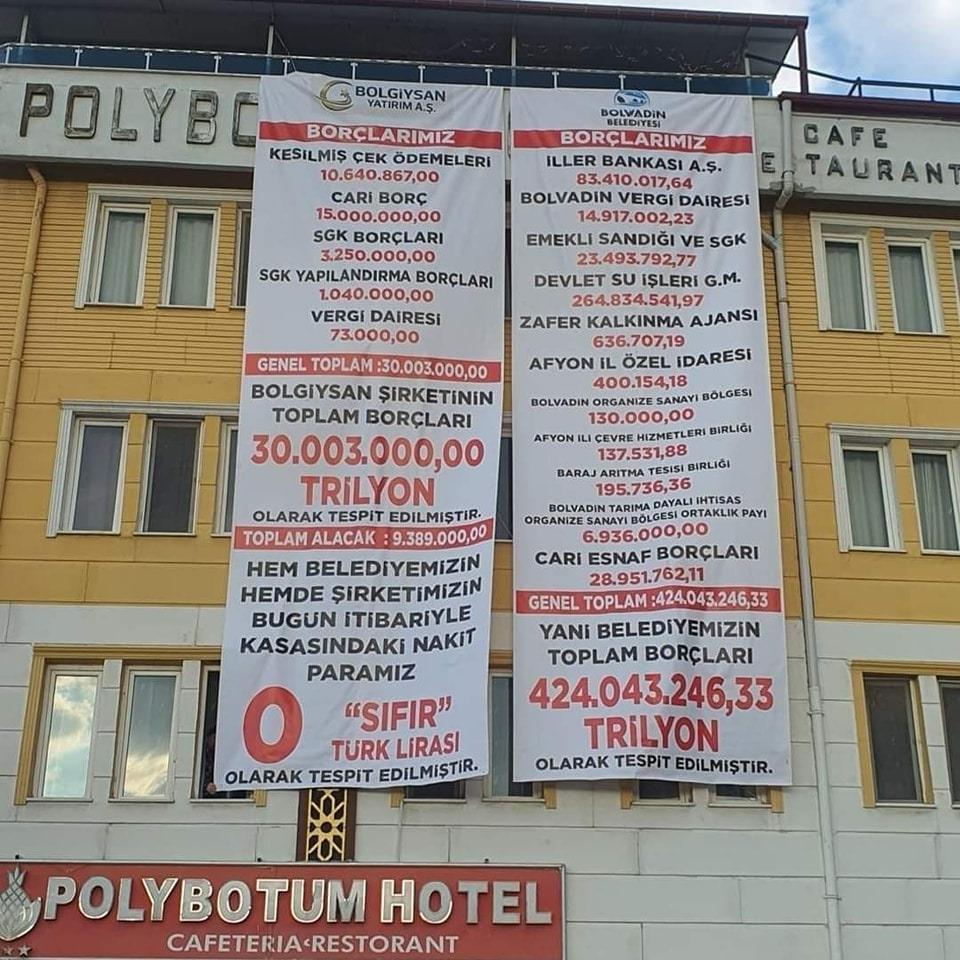 POLYBO
CAFE
E TAURANT
BOLGİYSAN
YATIRIM A.Ş.
BORÇLARIMIZ
KESİLMİŞ ÇEK ÖDEMELERİ
10.640.867,00
CARİ BORÇ
15.000.000,00
SGK BORÇLARI
3.250.000,00
SGK YAPILANDIRMA BORÇLARI
1.040.000,00
VERGİ DAİRESİ
73.000,00
GENEL TOPLAM :30.003.000,00
BOLGİYSAN ŞİRKETİNİN
TOPLAM BORÇLARI
30.003.000,00
TRİLYON
OLARAK TESPİT EDİLMİŞTİR.
TOPLAM ALACAK : 9.389.000,00
HEM BELEDİYEMİZİN
HEMDE ŞİRKETİMİZİN
BUGÜN İTİBARİYLE
KASASINDAKİ NAKİT
PARAMIZ
0 "SIFIR"
TÜRK LİRASI
OLARAK TESPİT EDİLMİŞTİR.
BOLVADİN
BELEDİYESİ
BORÇLARIMIZ
İLLER BANKASI A.Ş.
83.410.017,64
BOLVADİN VERGİ DAİRESİ
14.917.002,23
EMEKLİ SANDIĞI VE SGK
23.493.792,77
DEVLET SU İŞLERİ G.M.
264.834.541,97
ZAFER KALKINMA AJANSI
636.707,19
AFYON İL ÖZEL İDARESİ
400.154,18
BOLVADİN ORGANİZE SANAYİ BÖLGESİ
130.000,00
AFYON İLİ ÇEVRE HİZMETLERİ BİRLİĞİ
137.531,88
BARAJ ARITMA TESİSİ BİRLİĞİ
195.736,36
BOLVADİN TARIMA DAYALI İHTİSAS
ORGANİZE SANAYİ BÖLGESİ ORTAKLIK PAYI
6.936.000,00
CARİ ESNAF BORÇLARI
28.951.762,11
GENEL TOPLAM :424.043.246,33
YANİ BELEDİYEMİZİN
TOPLAM BORÇLARI
424.043.246,33
TRİLYON
OLARAK TESPİT EDİLMİŞTİR.
POLYBOTUM HOTEL
CAFETERIA RESTORANT